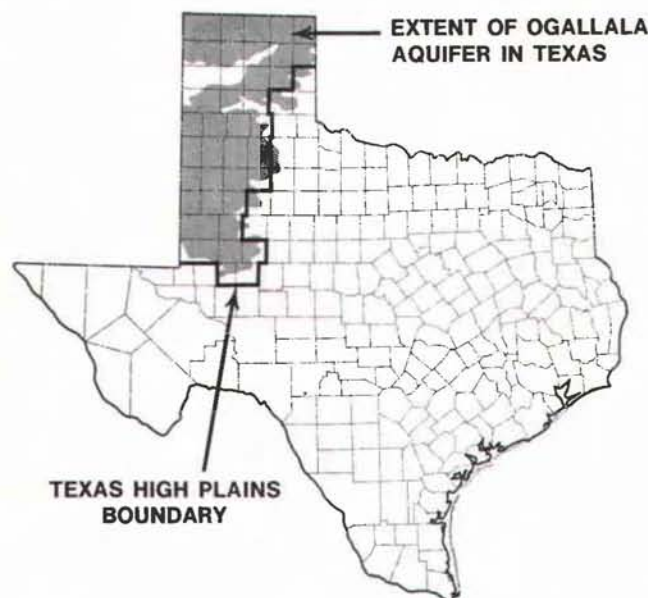 EXTENT OF OGALLALA
AQUIFER IN TEXAS
TEXAS HIGH PLAINS
BOUNDARY